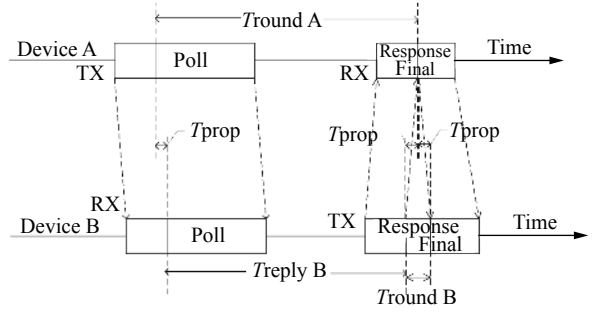 Tround A
Device A
Poll
Response
Final
Time
TX
RX
Tprop
Tprop
Tprop
RX
TX
Device B
Poll
Response
Final
Time
Treply B
Tround B